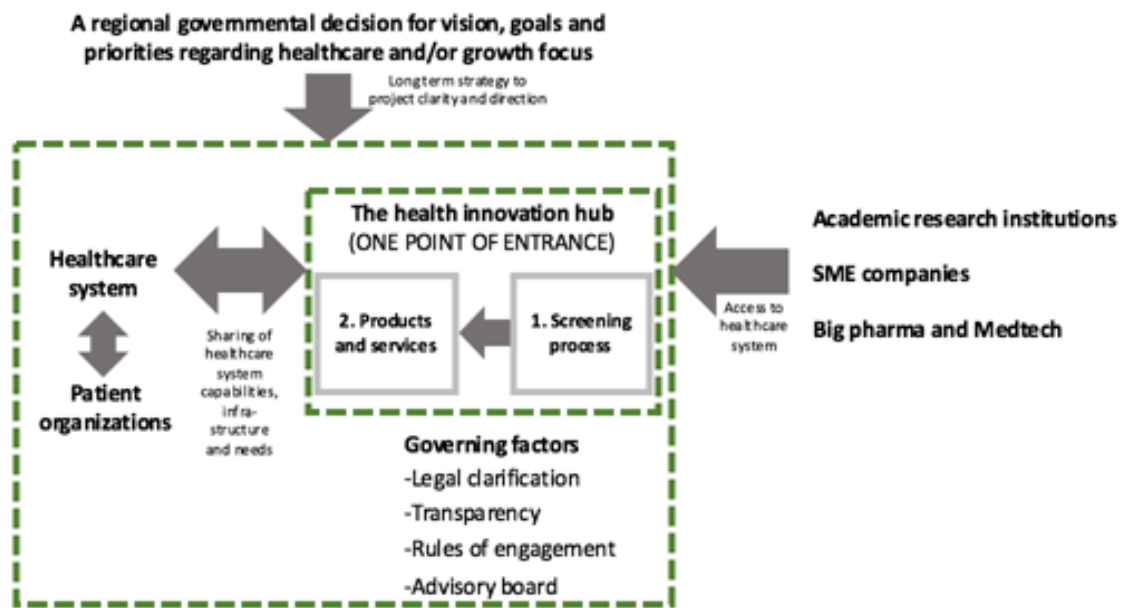 A regional governmental decision for vision, goals and
priorities regarding healthcare and/or growth focus
Long term strategy to
project clarity and direction
The health innovation hub
(ONE POINT OF ENTRANCE)
Healthcare
system
Patient
organizations
Sharing of
healthcare
system
capabilities,
infra-
structure
and needs
2. Products
and services
1. Screening
process
Access to
healthcare
system
Academic research institutions
SME companies
Big pharma and Medtech
Governing factors
-Legal clarification
-Transparency
-Rules of engagement
-Advisory board